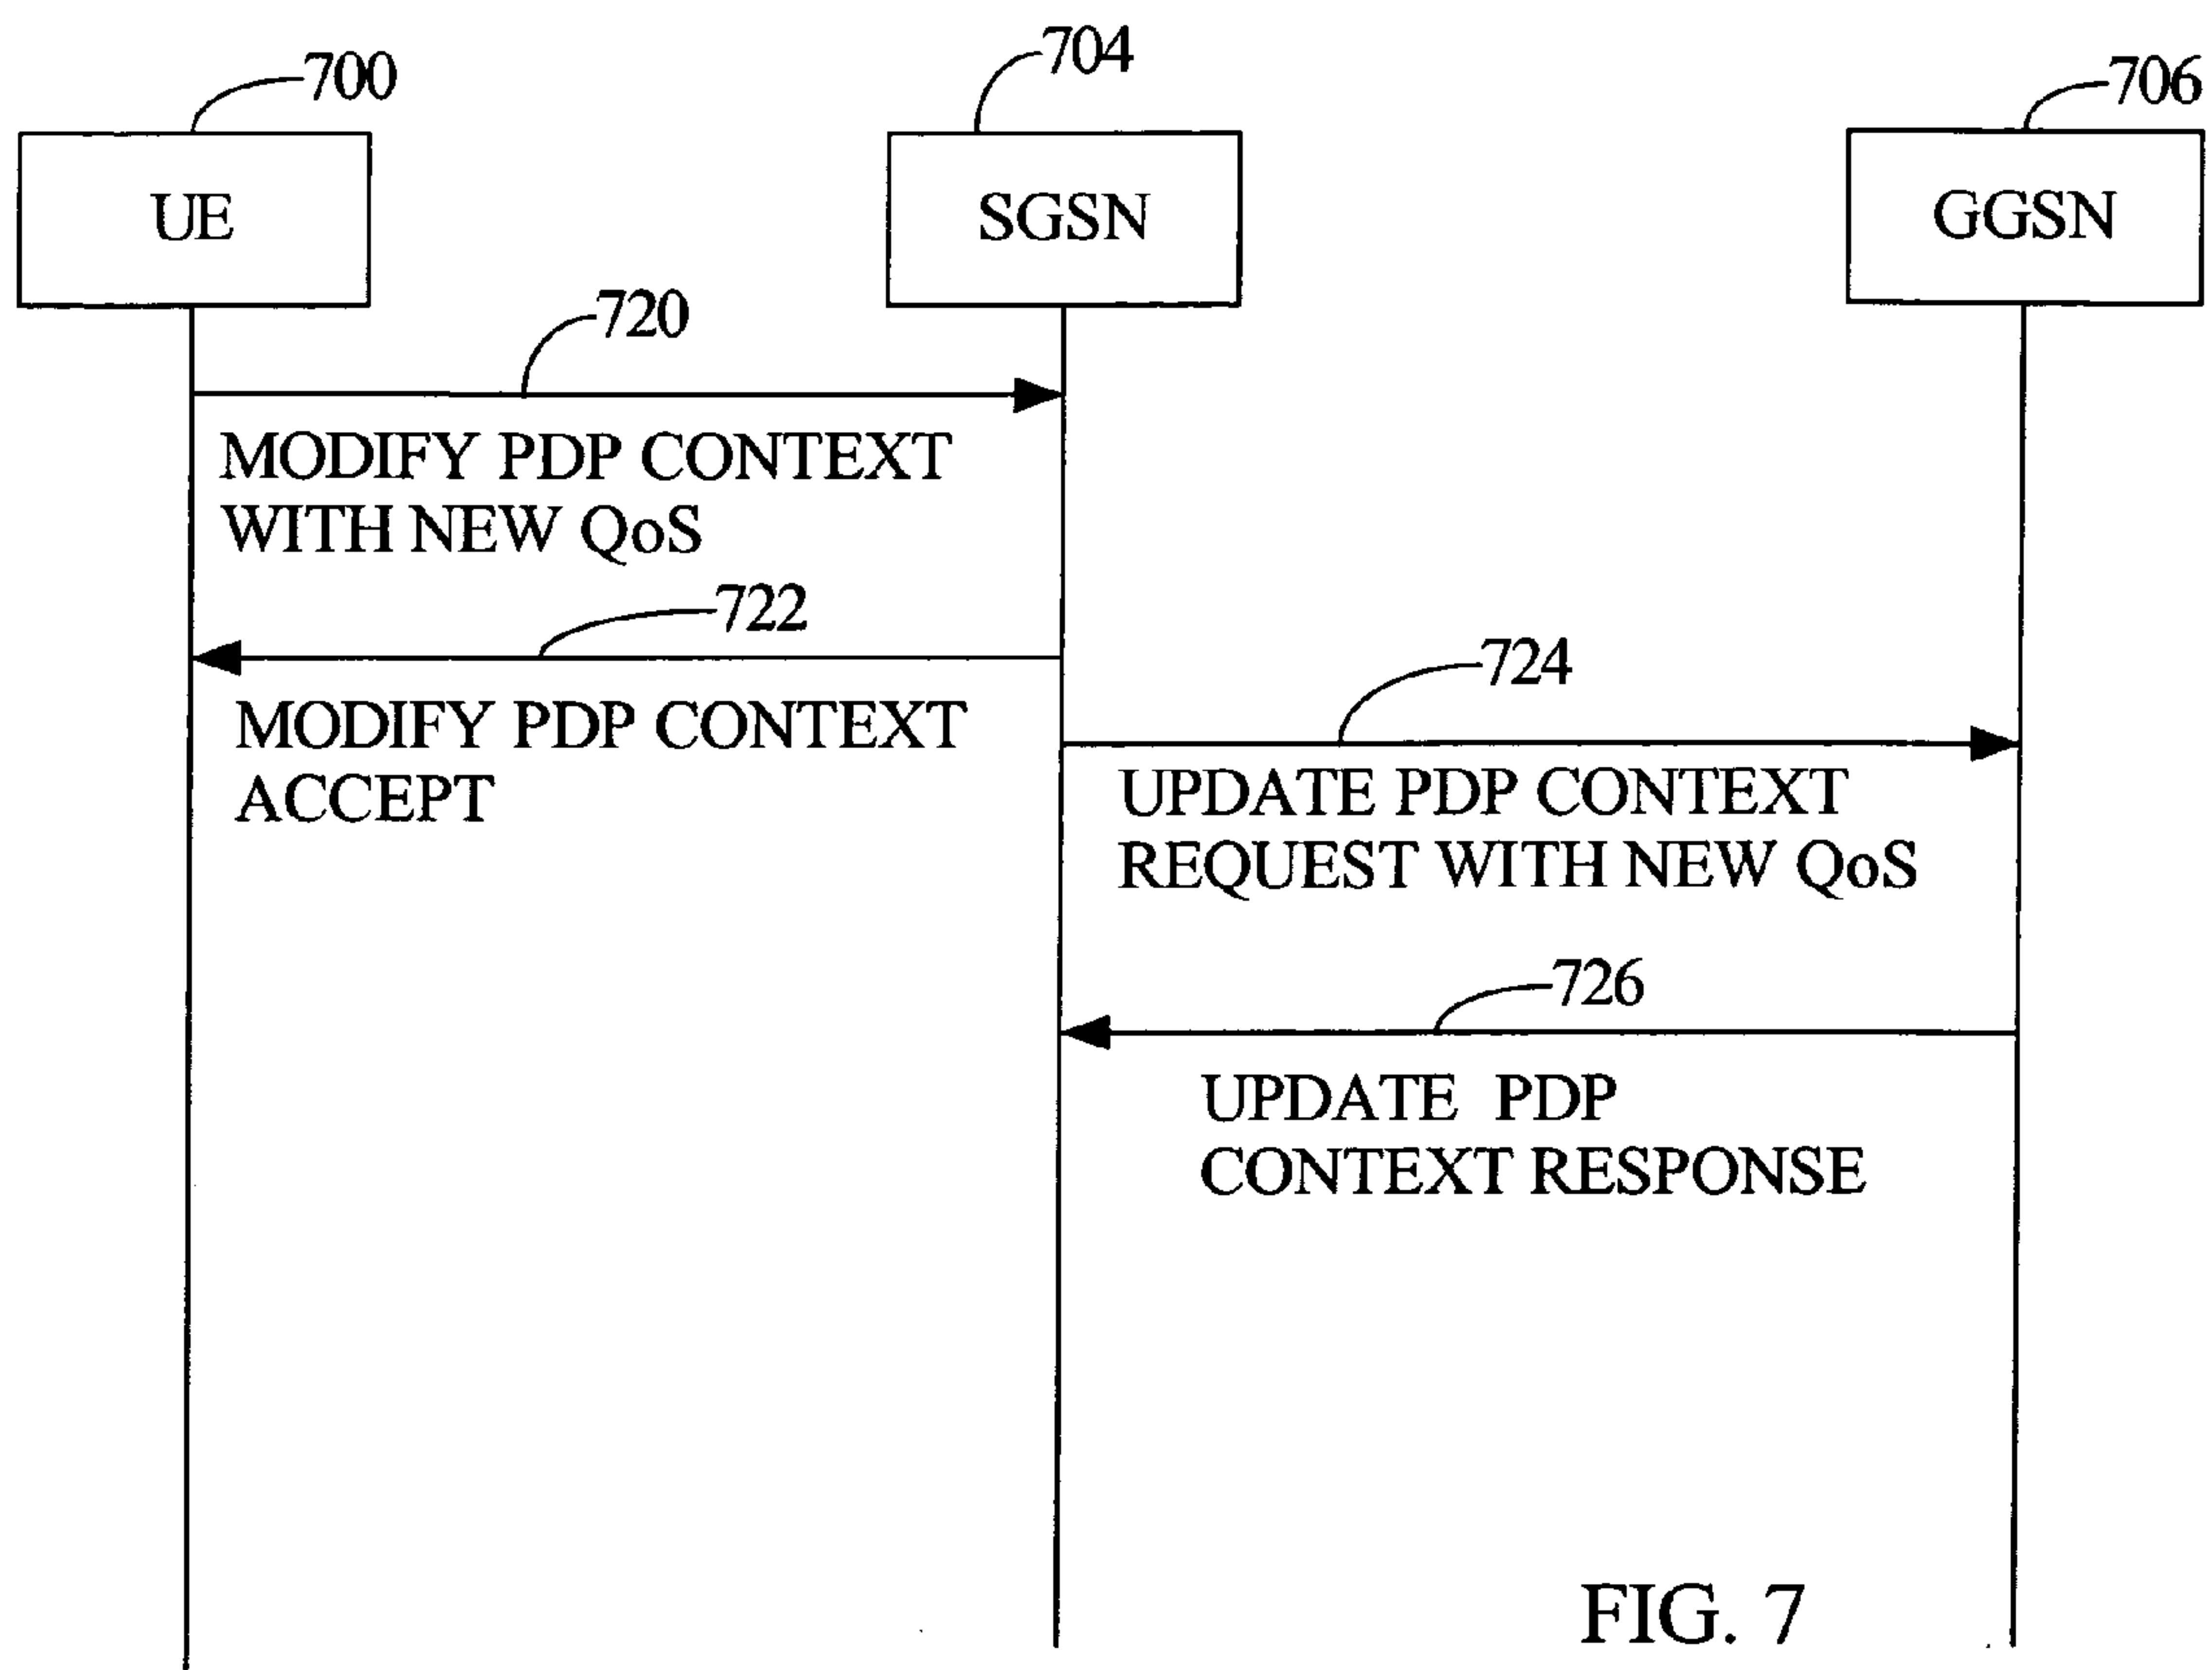 700
704
706
UE
SGSN
GGSN
720
MODIFY PDP CONTEXT
WITH NEW QoS
722
MODIFY PDP CONTEXT
ACCEPT
724
UPDATE PDP CONTEXT
REQUEST WITH NEW QoS
726
UPDATE PDP
CONTEXT RESPONSE
FIG. 7